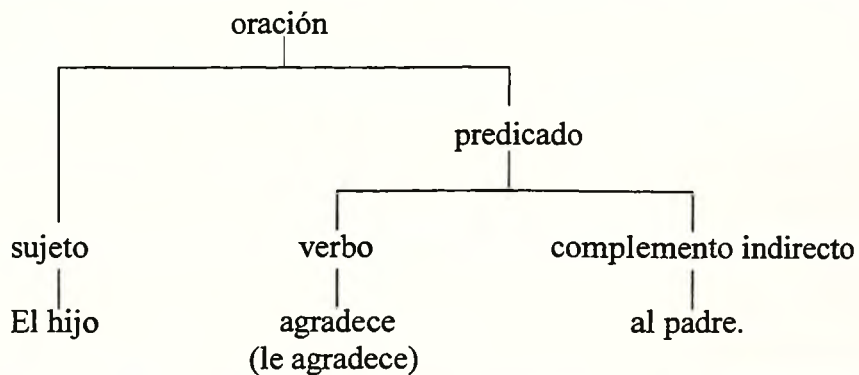 oración
predicado
sujeto verbo complemento indirecto
El hijo agradece al padre.
(le agradece)